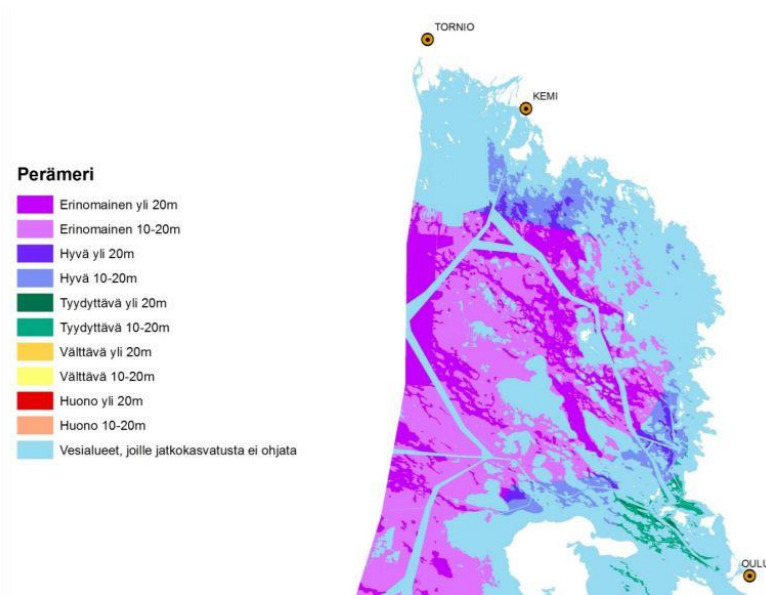 TORNIO
KEMI
Perämeri
Erinomainen yli 20m
Erinomainen 10-20m
Hyvä yli 20m
Hyvä 10-20m
Tyydyttävä yli 20m
Tyydyttävä 10-20m
Välttävä yli 20m
Välttävä 10-20m
Huono yli 20m
Huono 10-20m
Vesialueet, joille jatkokasvatusta ei ohjata
OULU